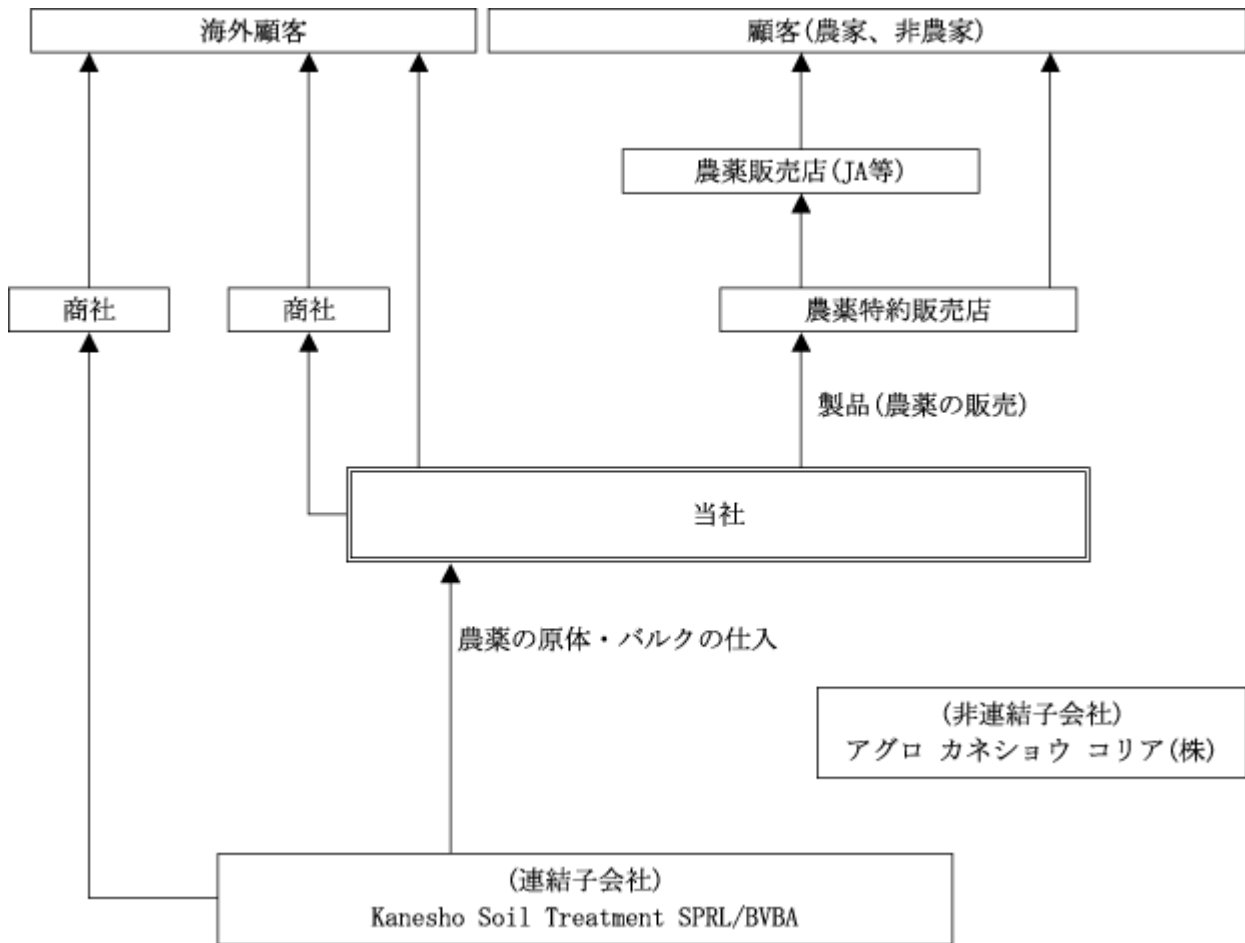 海外顧客
顧客(農家、非農家)
農薬販売店(JA等)
商社
商社
農薬特約販売店
製品(農薬の販売)
当社
農薬の原体・バルクの仕入
(非連結子会社)
アグロ カネショウ コリア(株)
(連結子会社)
Kanesho Soil Treatment SPRL/BVBA